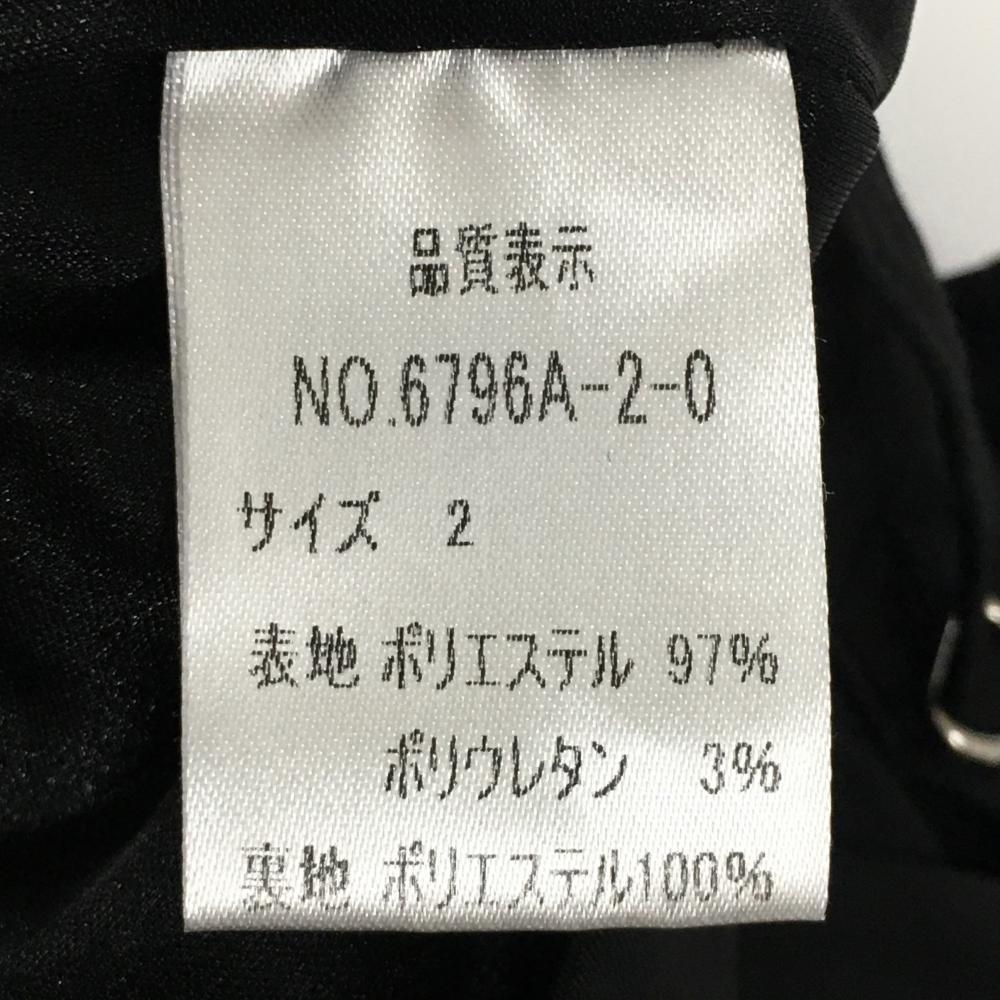 品質表示
NO.6796A-2-0
サイズ 2
表地 ポリエステル 97%
ポリウレタン 3%
裏地 ポリエステル100%